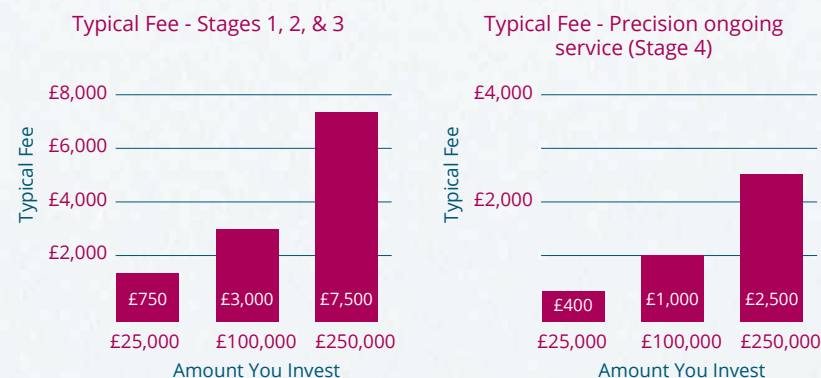 Typical Fee - Stages 1, 2, & 3
£8,000
£6,000
£4,000
£2,000
Typical Fee
£750
£3,000
£7,500
£25,000
£100,000
£250,000
Amount You Invest
Typical Fee - Precision ongoing
service (Stage 4)
£4,000
£2,000
Typical Fee
£400
£1,000
£2,500
£25,000
£100,000
£250,000
Amount You Invest